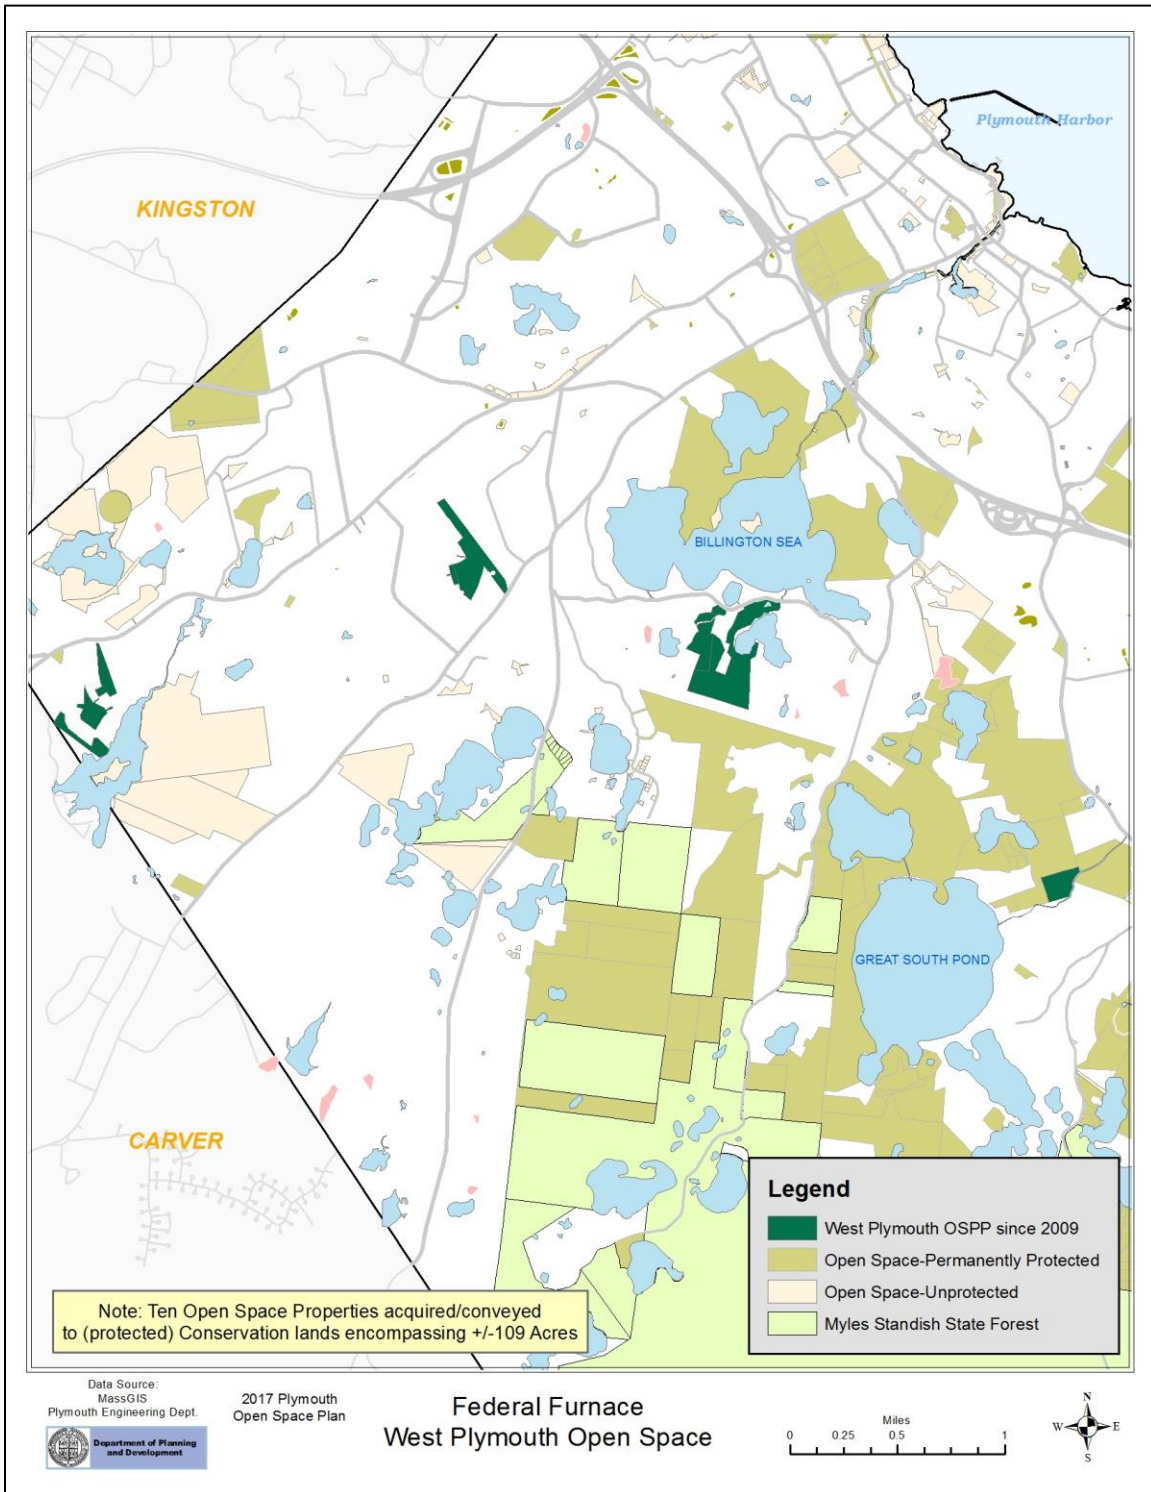 Plymouth Harbor
KINGSTON
BILLINGTON SEA
GREAT SOUTH POND
CARVER
Legend
West Plymouth OSPP since 2009
Open Space-Permanently Protected
Open Space-Unprotected
Myles Standish State Forest
Note: Ten Open Space Properties acquired/conveyed
to (protected) Conservation lands encompassing +/-109 Acres
Data Source:
MassGIS
Plymouth Engineering Dept.
Department of Planning
and Development
2017 Plymouth
Open Space Plan
Federal Furnace
West Plymouth Open Space
Miles
0 0.25 0.5 1
N
W E
S